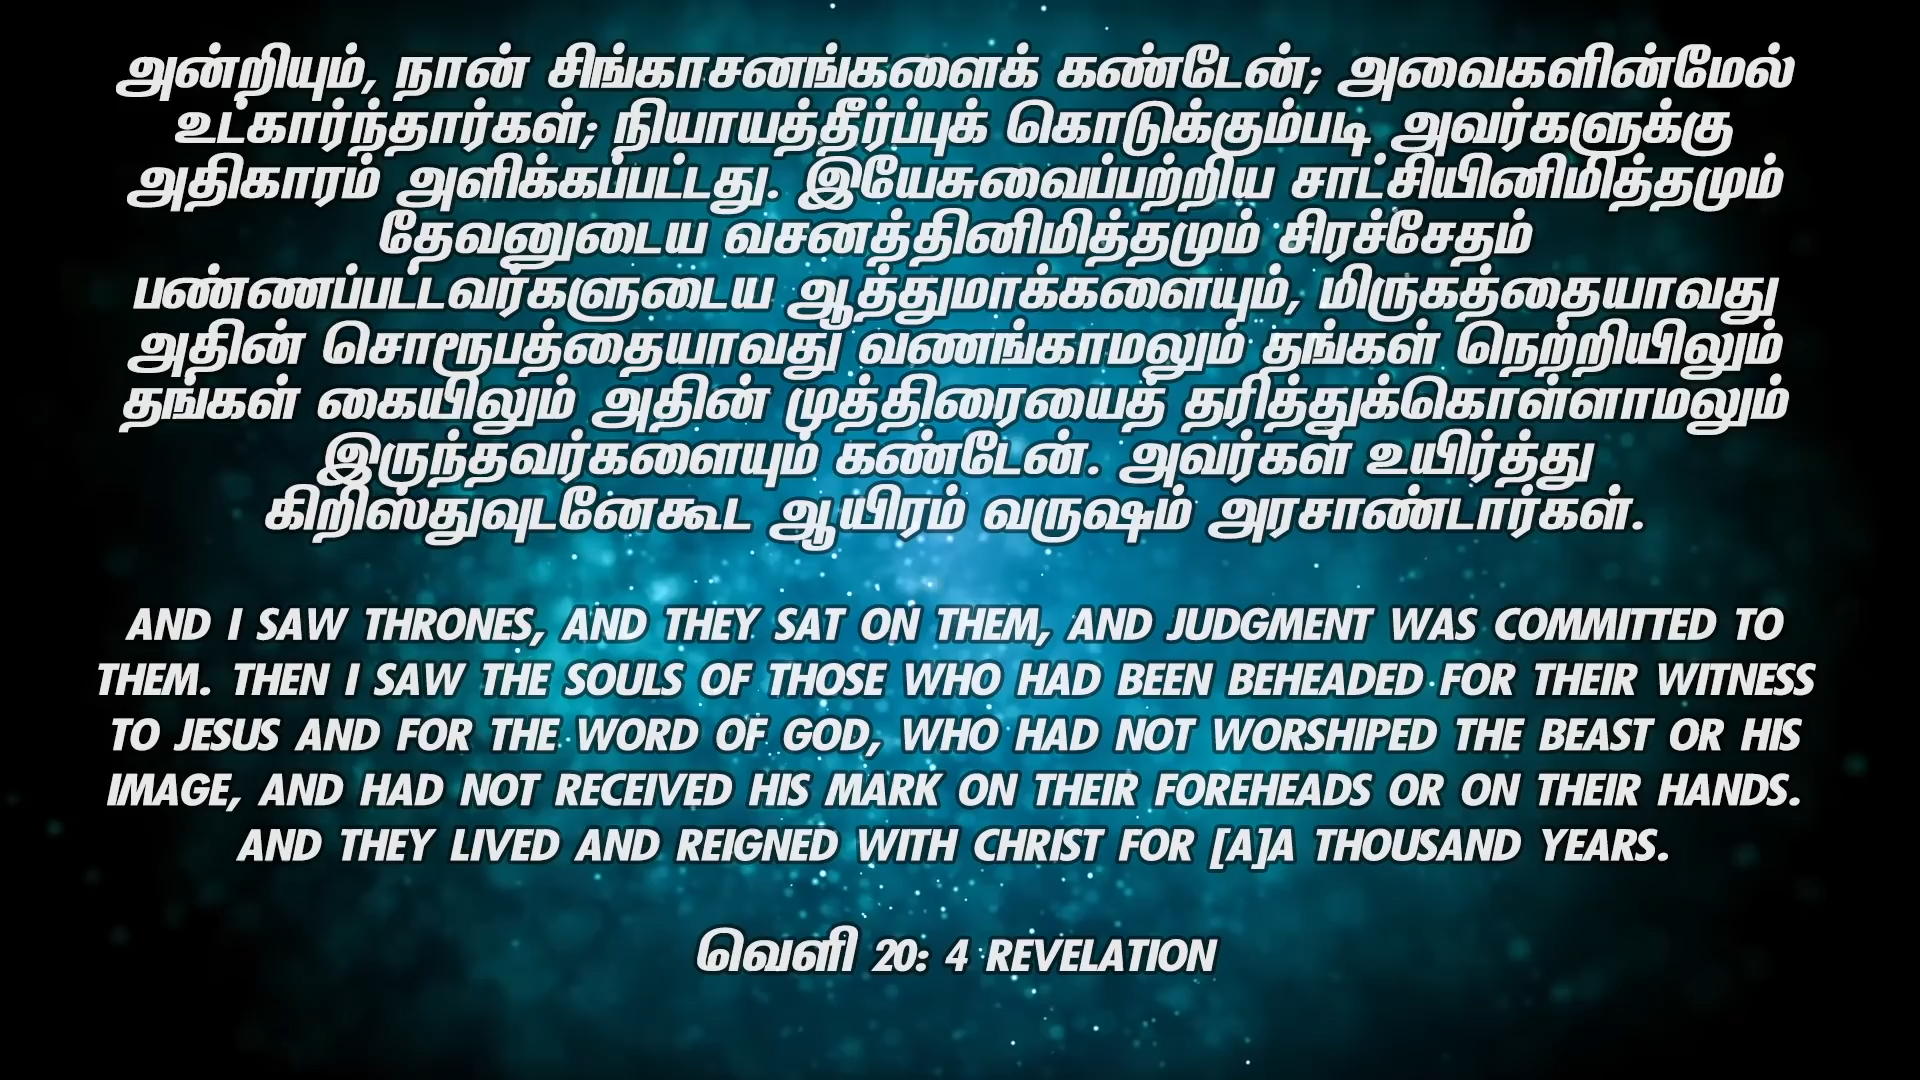 அன்றியும், நான் சிங்காசனங்களைக் கண்டேன்; அவைகளின்மேல்
உட்கார்ந்தார்கள்; நியாயத்தீர்ப்புக் கொடுக்கும்படி அவர்களுக்கு
அதிகாரம் அளிக்கப்பட்டது. இயேசுவைப்பற்றிய சாட்சியினிமித்தமும்
தேவனுடைய வசனத்தினிமித்தமும் சிரச்சேதம்
பண்ணப்பட்டவர்களுடைய ஆத்துமாக்களையும், மிருகத்தையாவது
அதின் சொரூபத்தையாவது வணங்காமலும் தங்கள் நெற்றியிலும்
தங்கள் கையிலும் அதின் முத்திரையைத் தரித்துக்கொள்ளாமலும்
இருந்தவர்களையும் கண்டேன். அவர்கள் உயிர்த்து
கிறிஸ்துவுடனேகூட ஆயிரம் வருஷம் அரசாண்டார்கள்.
AND I SAW THRONES, AND THEY SAT ON THEM, AND JUDGMENT WAS COMMITTED TO
THEM. THEN I SAW THE SOULS OF THOSE WHO HAD BEEN BEHEADED FOR THEIR WITNESS
TO JESUS AND FOR THE WORD OF GOD, WHO HAD NOT WORSHIPED THE BEAST OR HIS
IMAGE, AND HAD NOT RECEIVED HIS MARK ON THEIR FOREHEADS OR ON THEIR HANDS.
AND THEY LIVED AND REIGNED WITH CHRIST FOR [A]A THOUSAND YEARS.
வெளி 20: 4 REVELATION